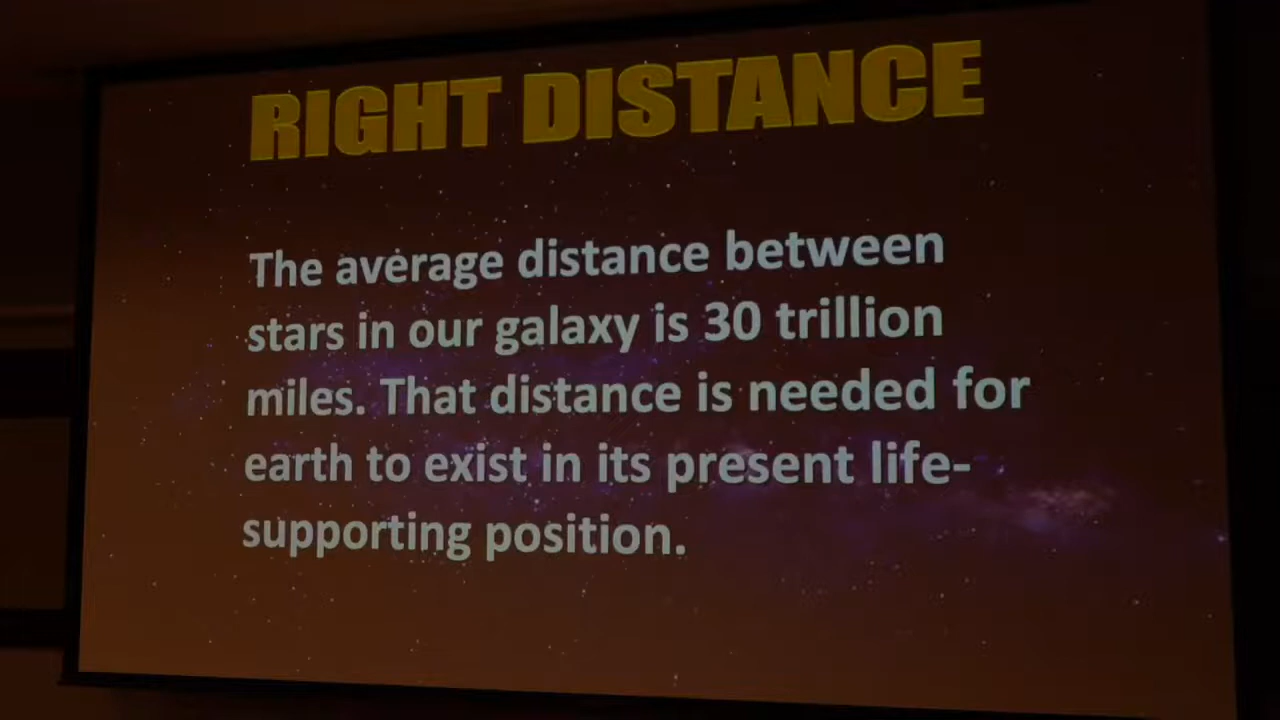 RIGHT DISTANCE
The average distance between
stars in our galaxy is 30 trillion
miles. That distance is needed for
earth to exist in its present life-
supporting position.